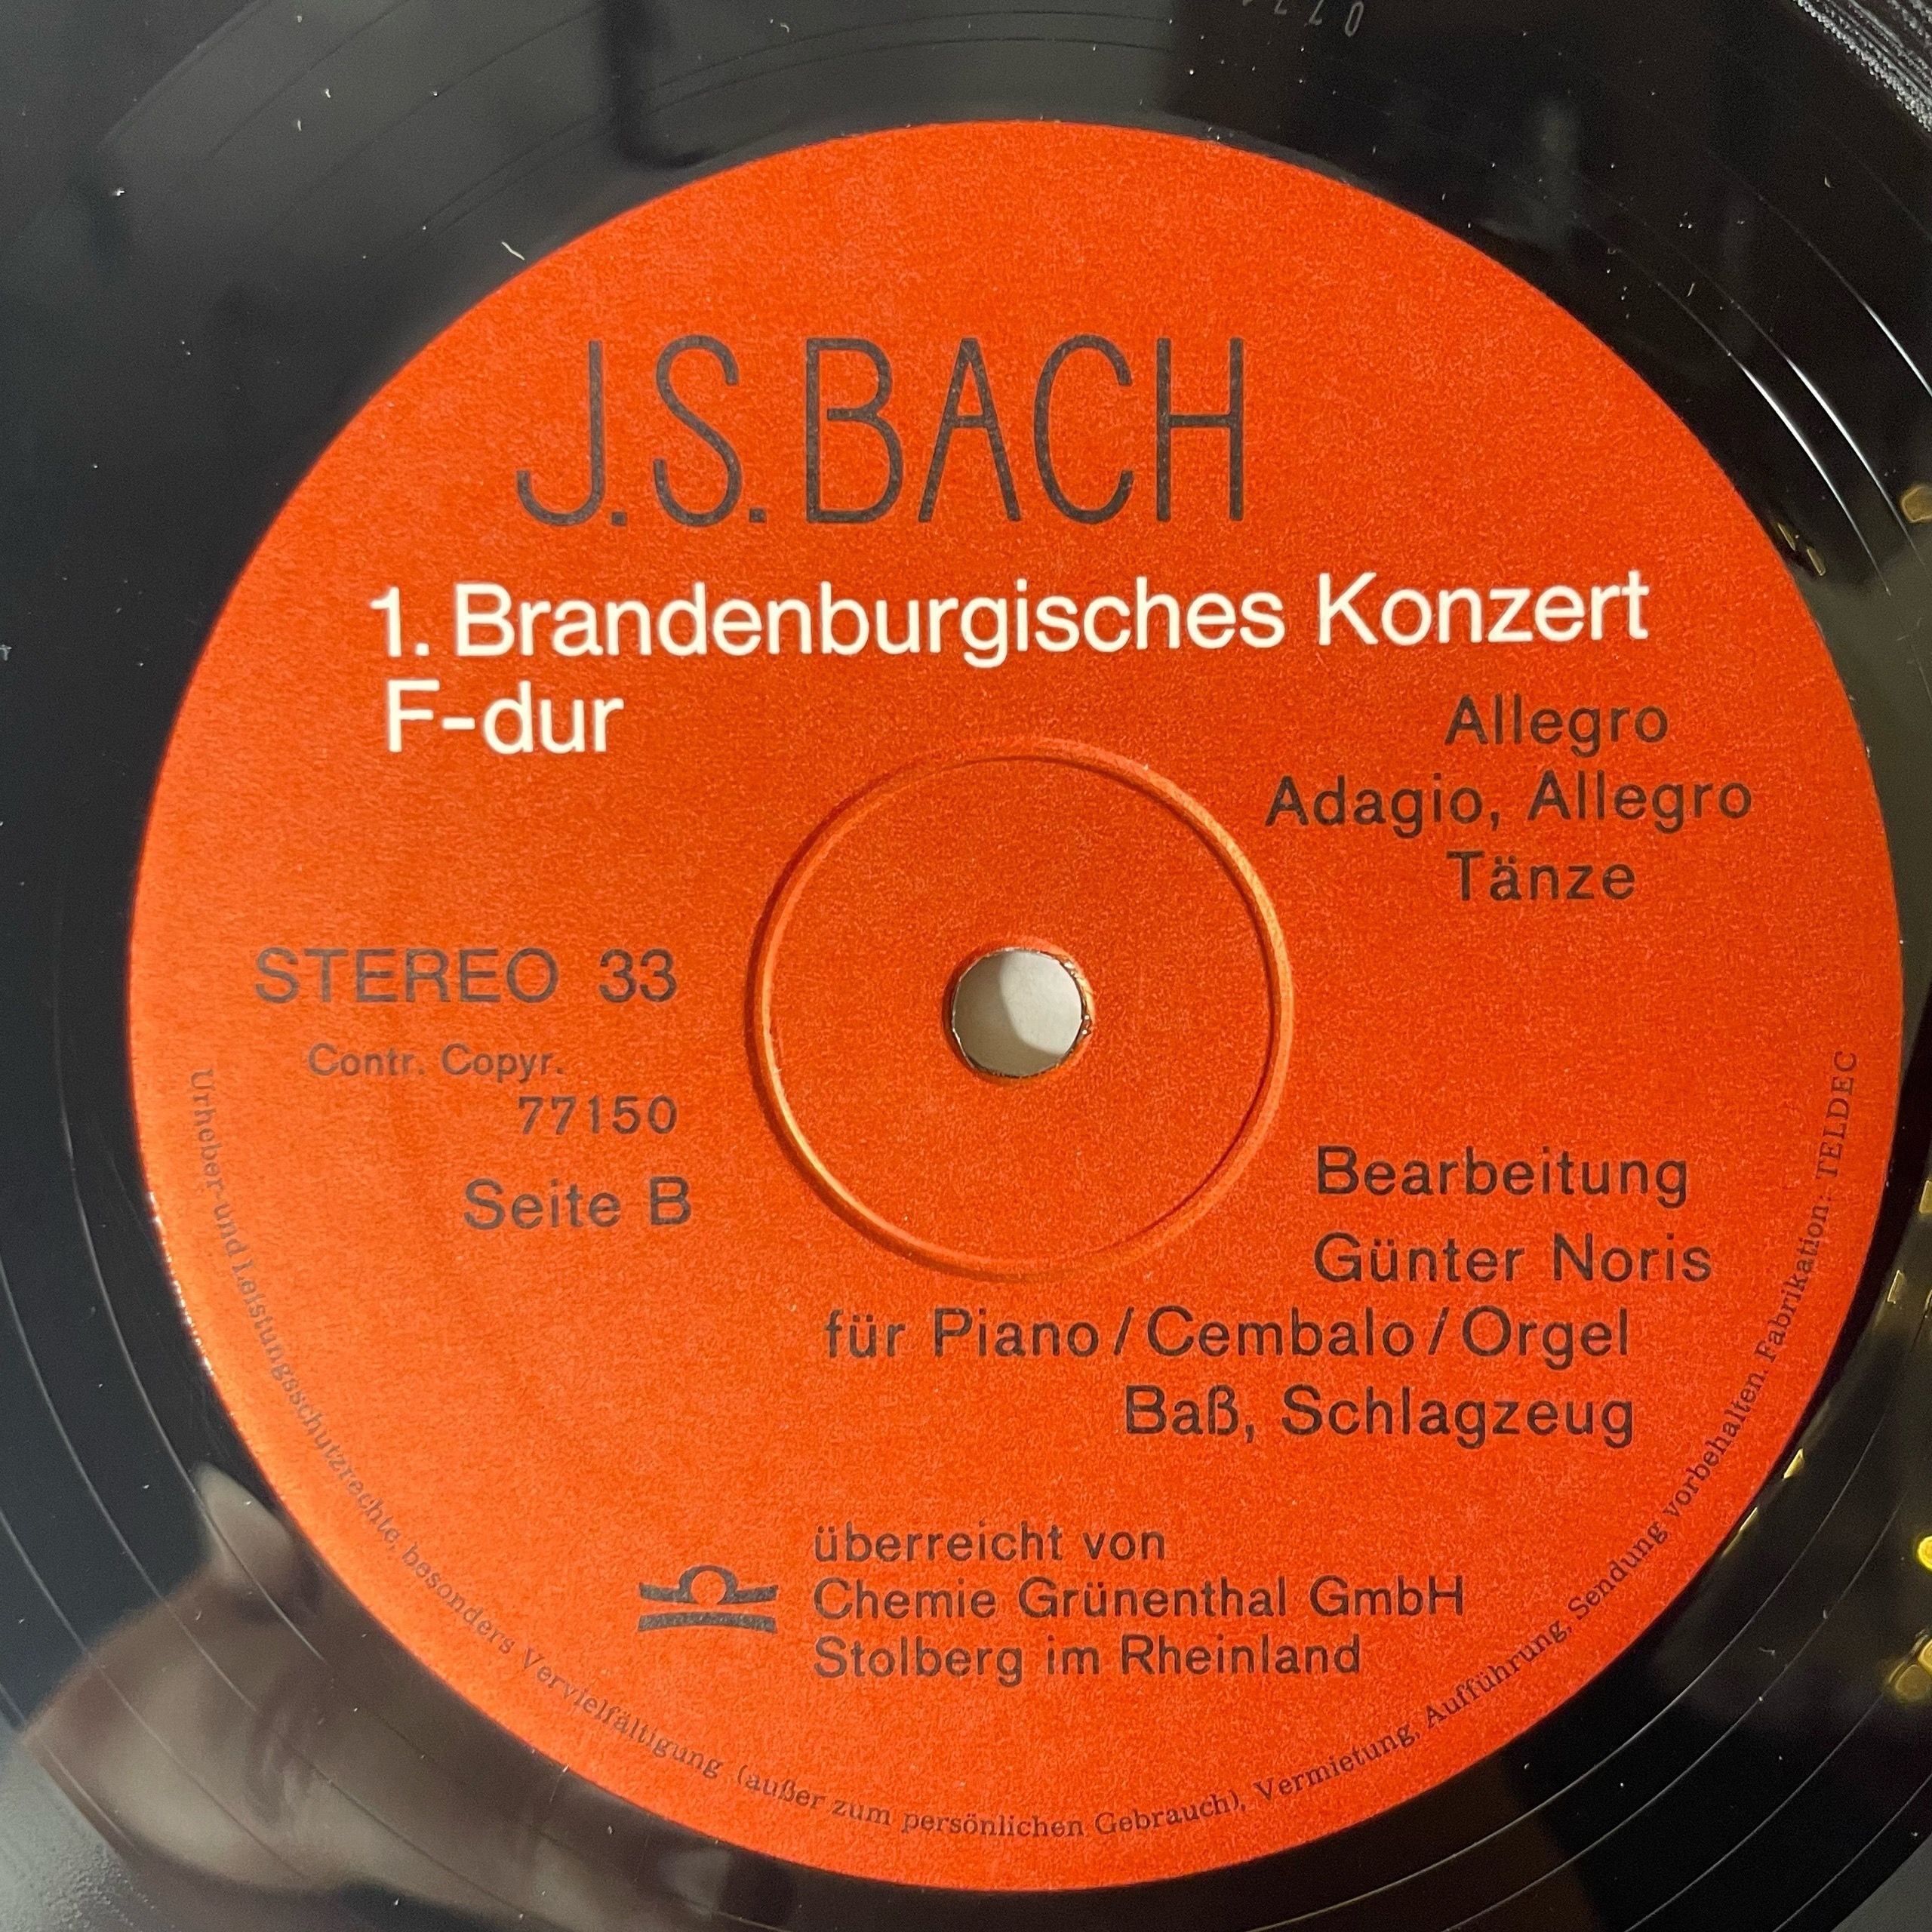 J.S.BACH
1. Brandenburgisches Konzert
F-dur
Allegro
Adagio, Allegro
Tänze
STEREO 33
Contr. Copyr.
77150
Seite B
Bearbeitung
Günter Noris
für Piano/Cembalo/Orgel
Baß, Schlagzeug
überreicht von
Chemie Grünenthal GmbH
Stolberg im Rheinland
Urheber- und Leistungsschutzrechte, besonders Vervielfältigung (außer zum persönlichen Gebrauch), Vermietung, Aufführung, Sendung vorbehalten. Fabrikation: TELDEC